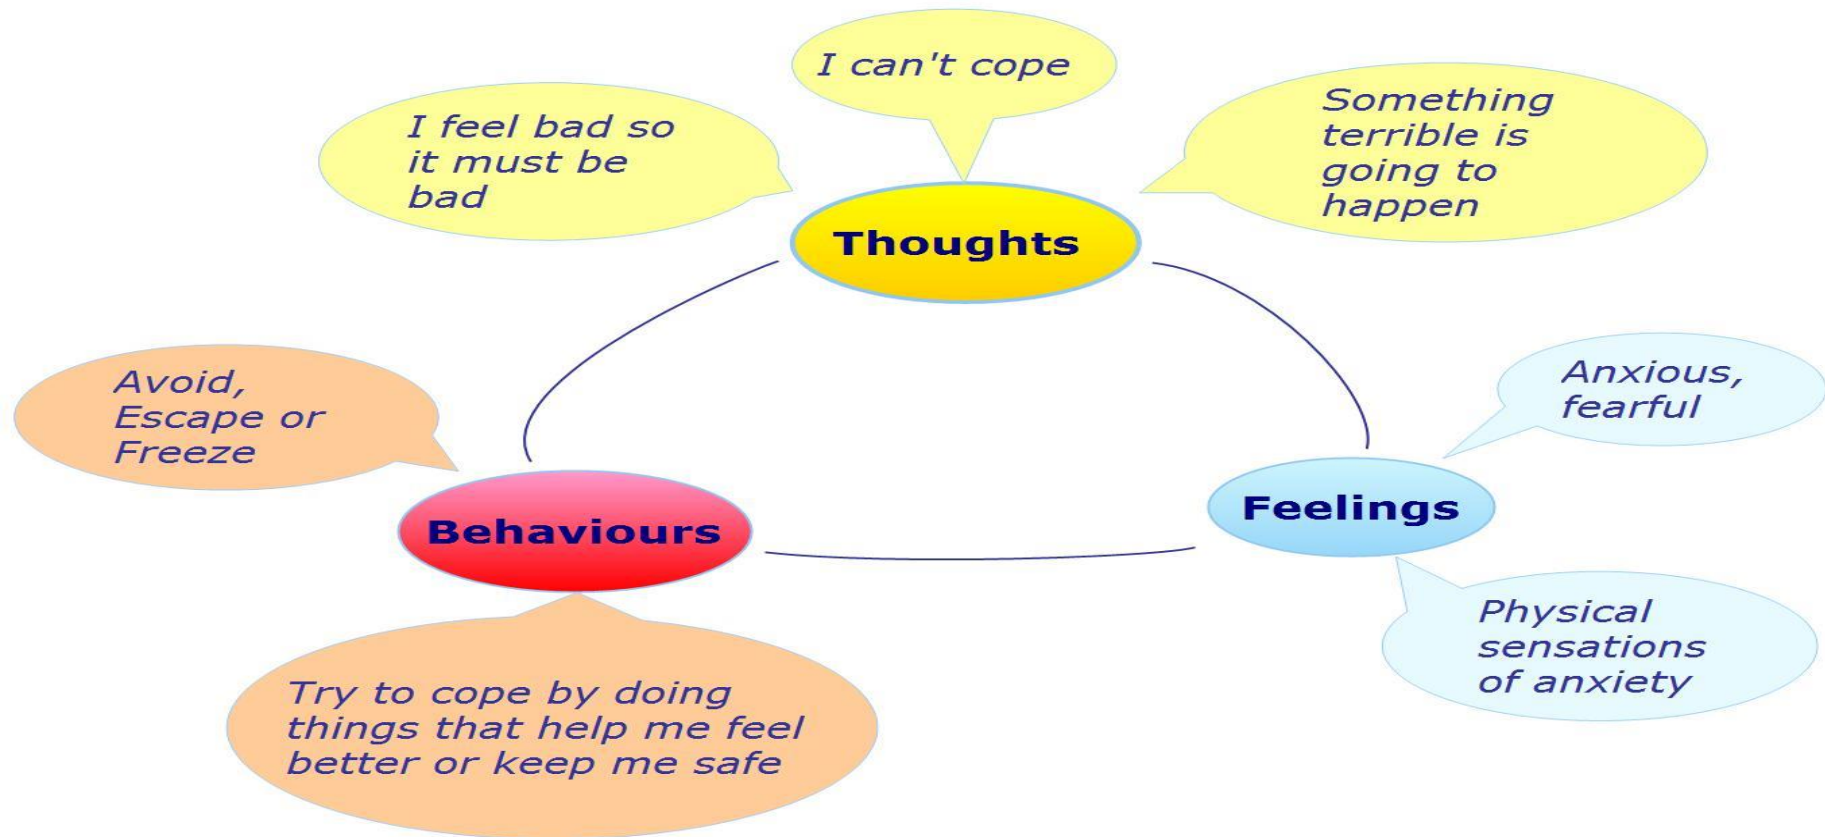 I can't cope
I feel bad so
it must be
bad
Something
terrible is
going to
happen
Thoughts
Avoid,
Escape or
Freeze
Anxious,
fearful
Behaviours
Feelings
Physical
sensations
of anxiety
Try to cope by doing
things that help me feel
better or keep me safe